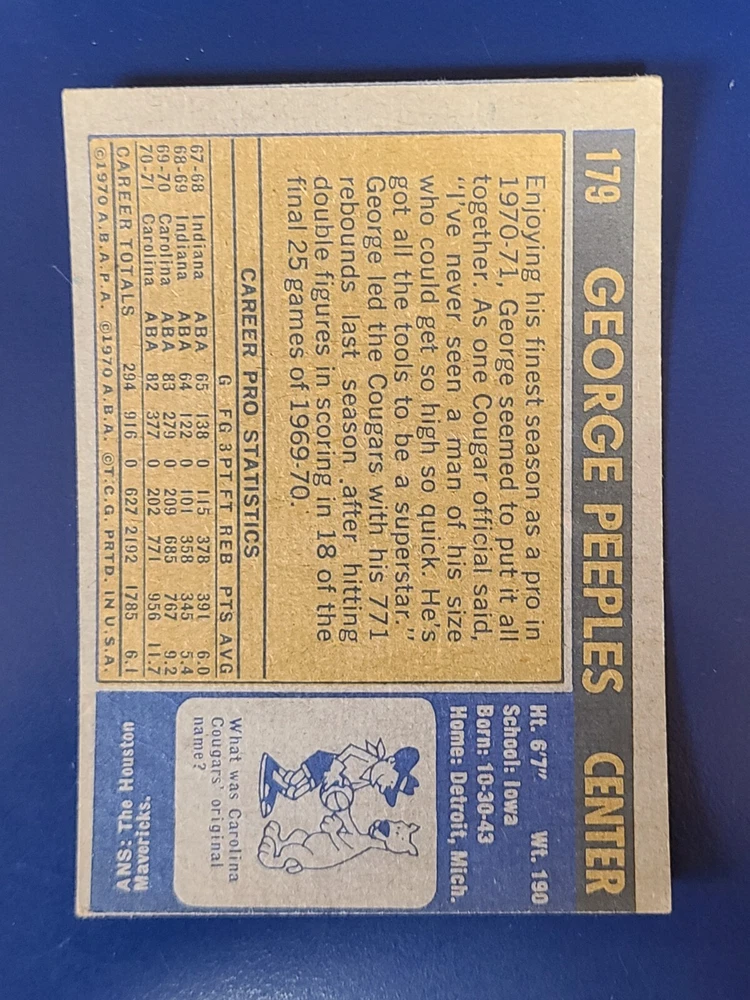 179 GEORGE PEEPLES CENTER
Enjoying his finest season as a pro in
1970-71, George seemed to put it all
together. As one Cougar official said,
"I've never seen a man of his size
who could get so high so quick. He's
got all the tools to be a superstar."
George led the Cougars with his 771
rebounds last season after hitting
double figures in scoring in 18 of the
final 25 games of 1969-70.
CAREER PRO STATISTICS
G FG 3PT FT REB PTS AVG
67-68 Indiana ABA 65 138 0 115 378 391 6.0
68-69 Indiana ABA 64 122 0 101 358 345 5.4
69-70 Carolina ABA 83 279 0 209 685 767 9.2
70-71 Carolina ABA 82 377 0 202 771 956 11.7
CAREER TOTALS 294 916 0 627 2192 1785 6.1
©1970 A.B.A.P.A. ©1970 A.B.A. ©T.C.G. PRTD. IN U.S.A.
Ht. 6'7" Wt. 190
School: Iowa
Born: 10-30-43
Home: Detroit, Mich.
What was Carolina
Cougars' original
name?
ANS: The Houston
Mavericks.